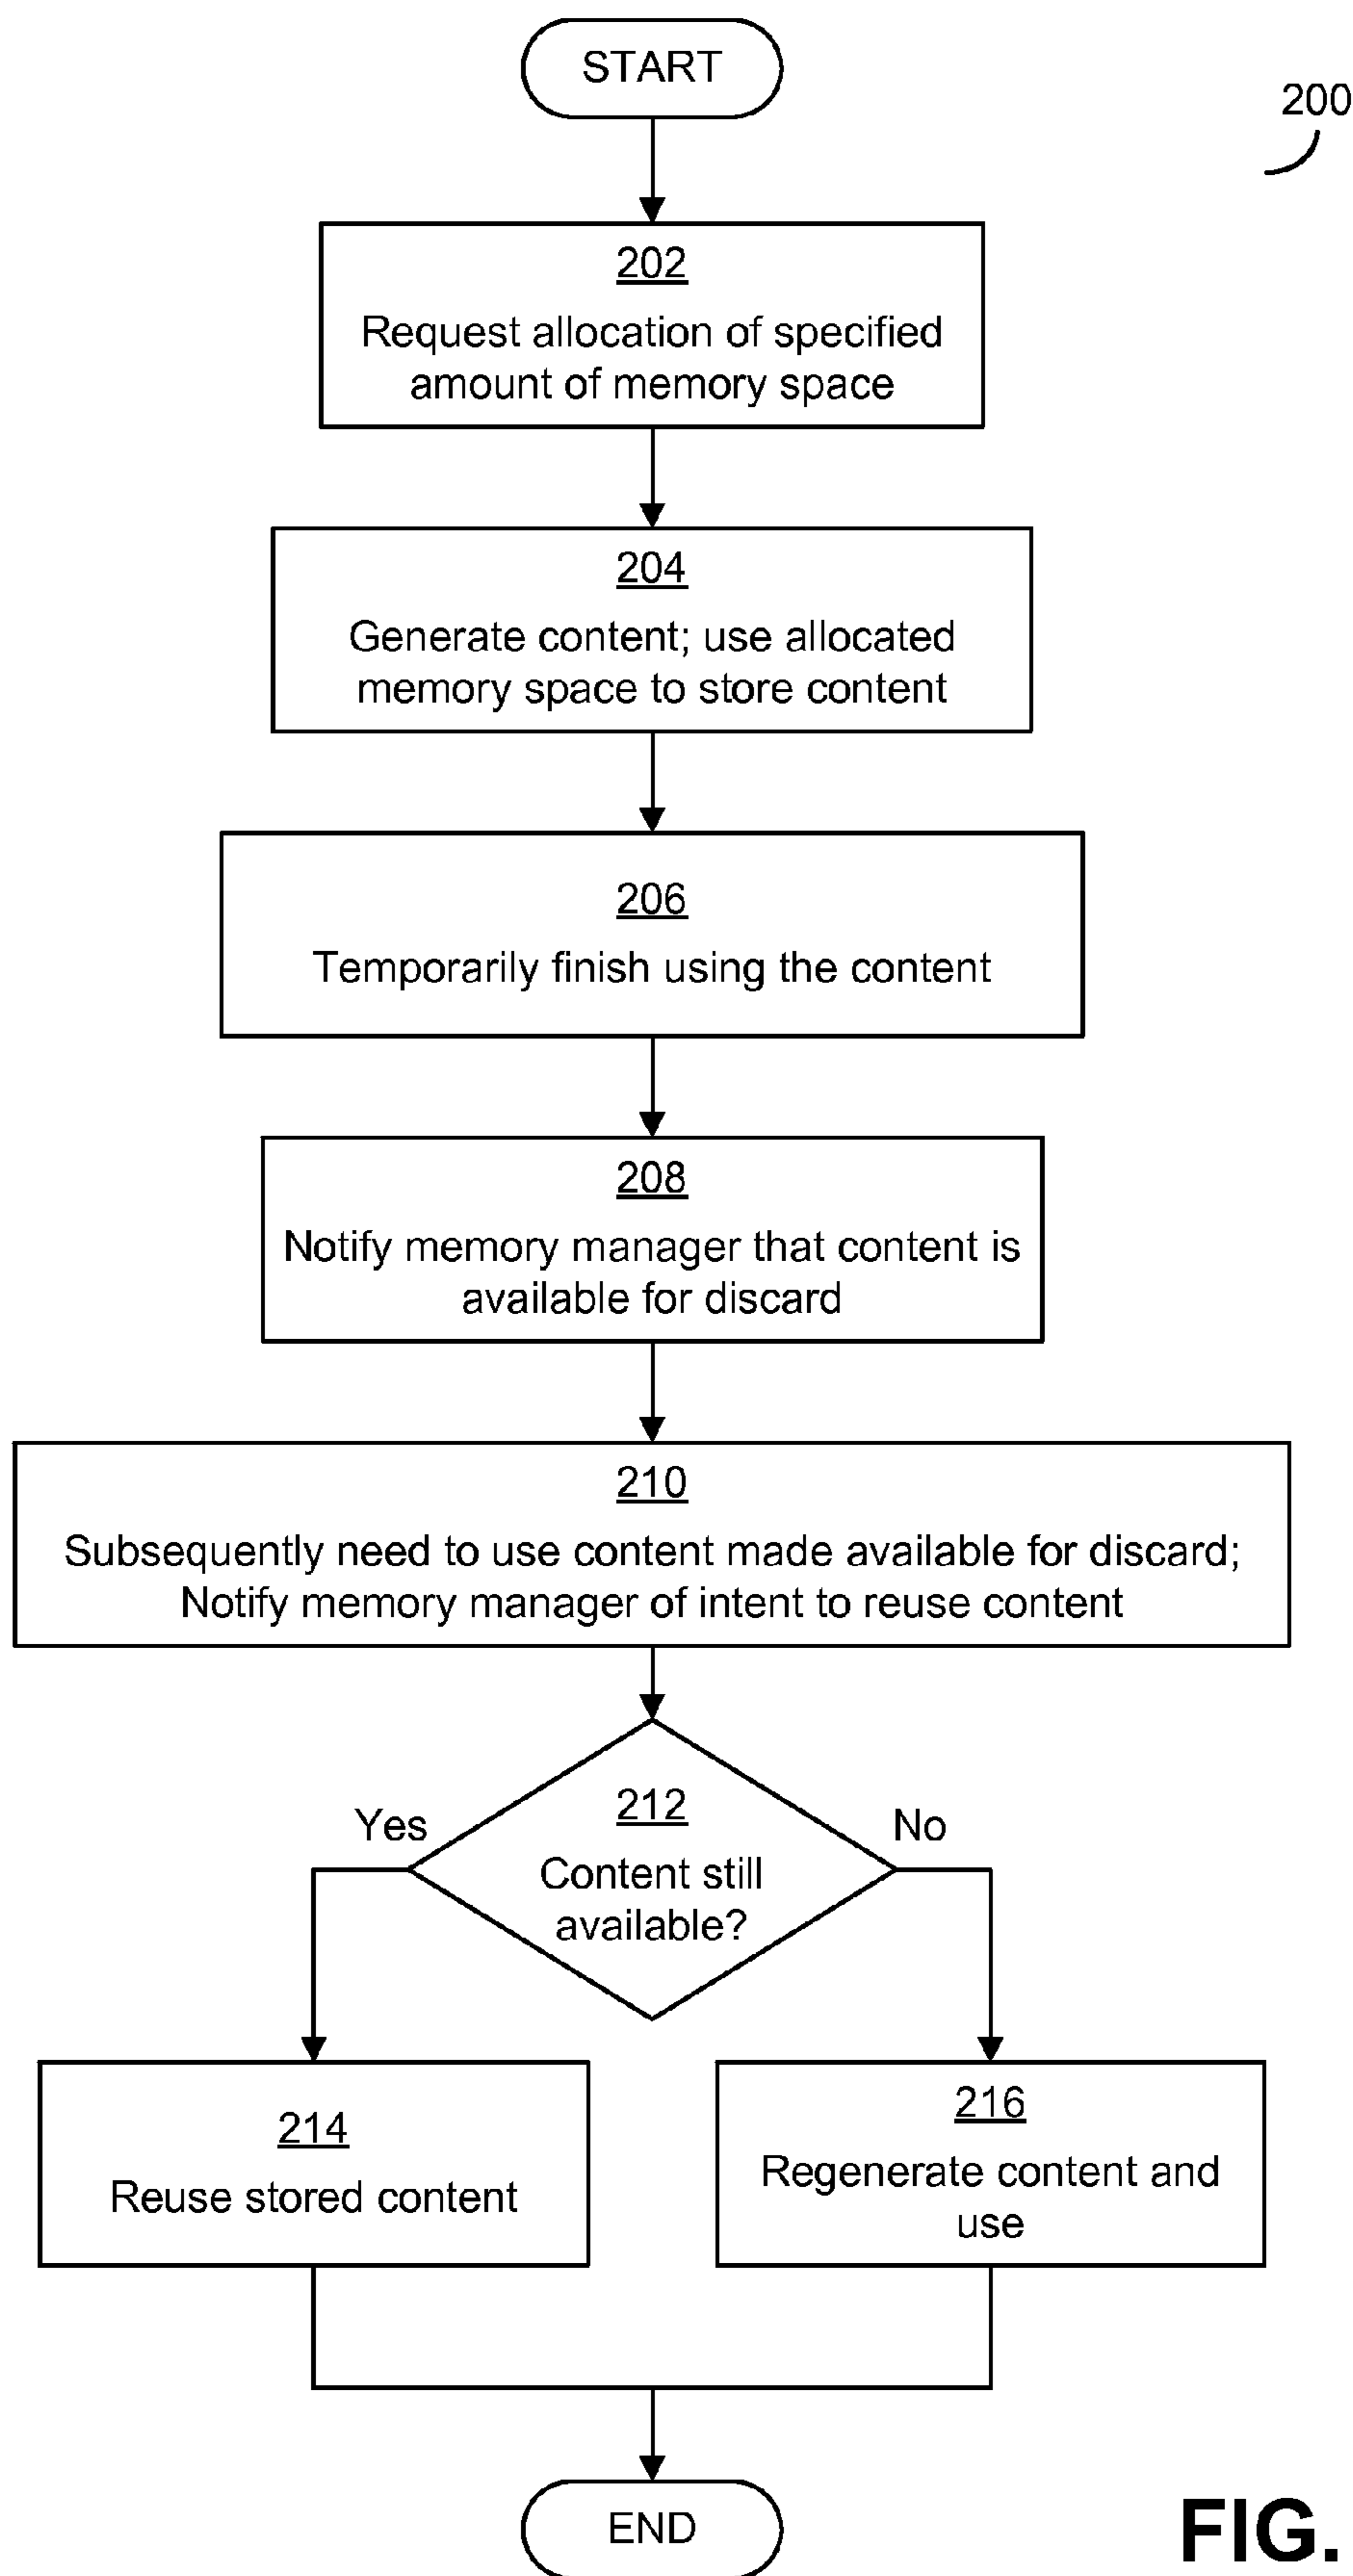 START
200
202
Request allocation of specified
amount of memory space
204
Generate content; use allocated
memory space to store content
206
Temporarily finish using the content
208
Notify memory manager that content is
available for discard
210
Subsequently need to use content made available for discard;
Notify memory manager of intent to reuse content
212
Yes
No
Content still
available?
214
Reuse stored content
216
Regenerate content and
use
END
FIG.